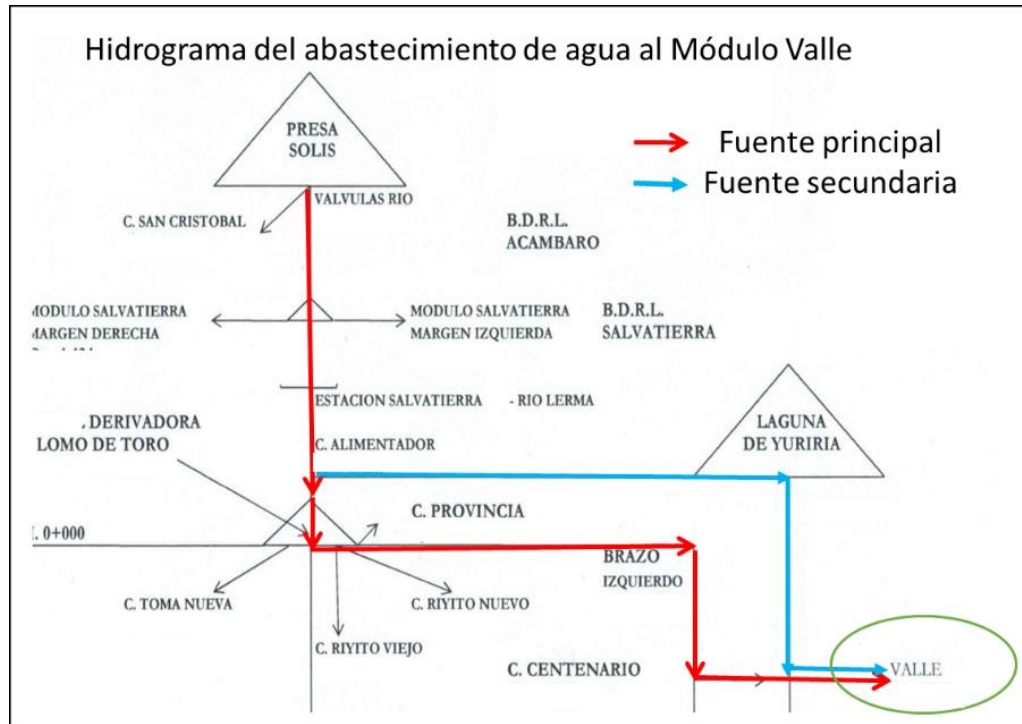 Hidrograma del abastecimiento de agua al Módulo Valle
PRESA
SOLIS
Fuente principal
Fuente secundaria
VALVULAS RIO
C. SAN CRISTOBAL
B.D.R.L.
ACAMBARO
MODULO SALVATIERRA
MARGEN DERECHA
MODULO SALVATIERRA
MARGEN IZQUIERDA
B.D.R.L.
SALVATIERRA
ESTACION SALVATIERRA - RIO LERMA
. DERIVADORA
LOMO DE TORO
C. ALIMENTADOR
LAGUNA
DE YURIRIA
C. PROVINCIA
0+000
BRAZO
IZQUIERDO
C. TOMA NUEVA
C. RIYITO NUEVO
C. RIYITO VIEJO
C. CENTENARIO
VALLE